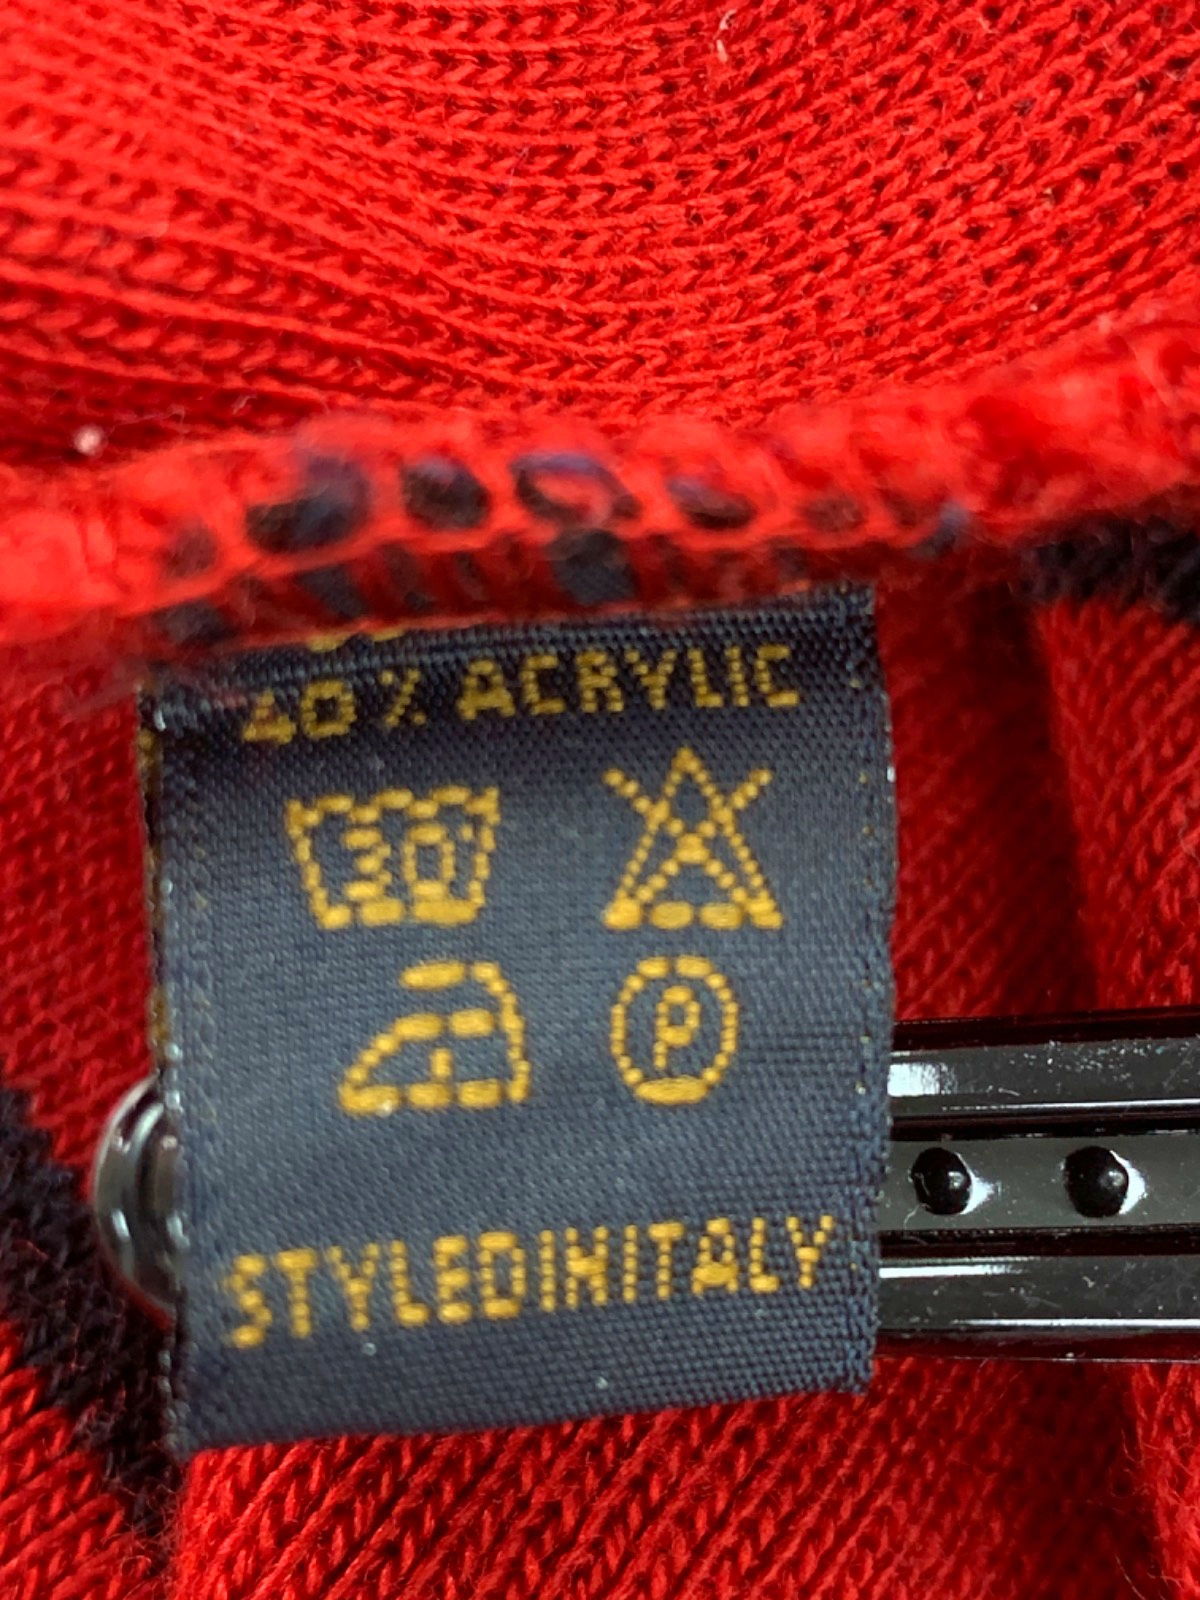 40% ACRYLIC
30°
P
STYLEDINITALY